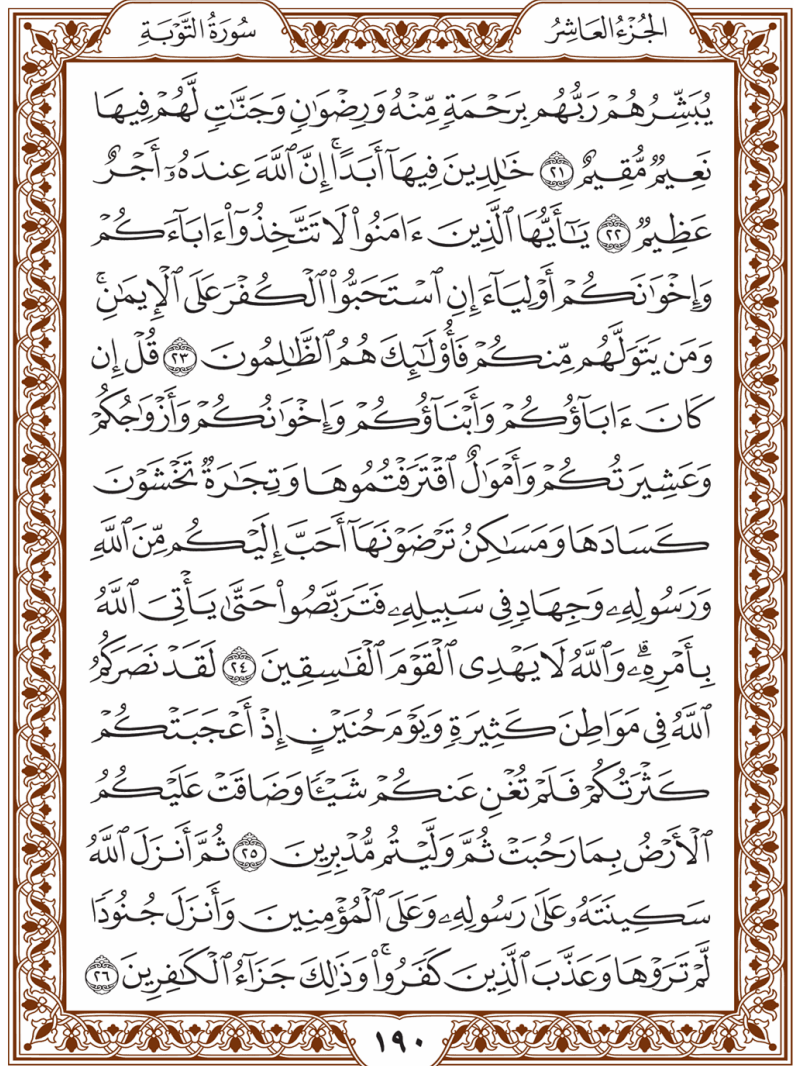 الجُزْءُ العَاشِرُ
سُورَةُ التَّوْبَةِ
يُبَشِّرُهُمْ رَبُّهُم بِرَحْمَةٍ مِّنْهُ وَرِضْوَٰنٍ وَجَنَّٰتٍ لَّهُمْ فِيهَا
نَعِيمٌ مُّقِيمٌ ٢١ خَٰلِدِينَ فِيهَآ أَبَدًاۚ إِنَّ ٱللَّهَ عِندَهُۥٓ أَجْرٌ
عَظِيمٌ ٢٢ يَٰٓأَيُّهَا ٱلَّذِينَ ءَامَنُوا۟ لَا تَتَّخِذُوٓا۟ ءَابَآءَكُمْ
وَإِخْوَٰنَكُمْ أَوْلِيَآءَ إِنِ ٱسْتَحَبُّوا۟ ٱلْكُفْرَ عَلَى ٱلْإِيمَٰنِۚ
وَمَن يَتَوَلَّهُم مِّنكُمْ فَأُو۟لَٰٓئِكَ هُمُ ٱلظَّٰلِمُونَ ٢٣ قُلْ إِن
كَانَ ءَابَآؤُكُمْ وَأَبْنَآؤُكُمْ وَإِخْوَٰنُكُمْ وَأَزْوَٰجُكُمْ
وَعَشِيرَتُكُمْ وَأَمْوَٰلٌ ٱقْتَرَفْتُمُوهَا وَتِجَٰرَةٌ تَخْشَوْنَ
كَسَادَهَا وَمَسَٰكِنُ تَرْضَوْنَهَآ أَحَبَّ إِلَيْكُم مِّنَ ٱللَّهِ
وَرَسُولِهِۦ وَجِهَادٍ فِى سَبِيلِهِۦ فَتَرَبَّصُوا۟ حَتَّىٰ يَأْتِىَ ٱللَّهُ
بِأَمْرِهِۦۗ وَٱللَّهُ لَا يَهْدِى ٱلْقَوْمَ ٱلْفَٰسِقِينَ ٢٤ لَقَدْ نَصَرَكُمُ
ٱللَّهُ فِى مَوَاطِنَ كَثِيرَةٍ وَيَوْمَ حُنَيْنٍ إِذْ أَعْجَبَتْكُمْ
كَثْرَتُكُمْ فَلَمْ تُغْنِ عَنكُمْ شَيْـًٔا وَضَاقَتْ عَلَيْكُمُ
ٱلْأَرْضُ بِمَا رَحُبَتْ ثُمَّ وَلَّيْتُم مُّدْبِرِينَ ٢٥ ثُمَّ أَنزَلَ ٱللَّهُ
سَكِينَتَهُۥ عَلَىٰ رَسُولِهِۦ وَعَلَى ٱلْمُؤْمِنِينَ وَأَنزَلَ جُنُودًا
لَّمْ تَرَوْهَا وَعَذَّبَ ٱلَّذِينَ كَفَرُوا۟ۚ وَذَٰلِكَ جَزَآءُ ٱلْكَٰفِرِينَ ٢٦
١٩٠